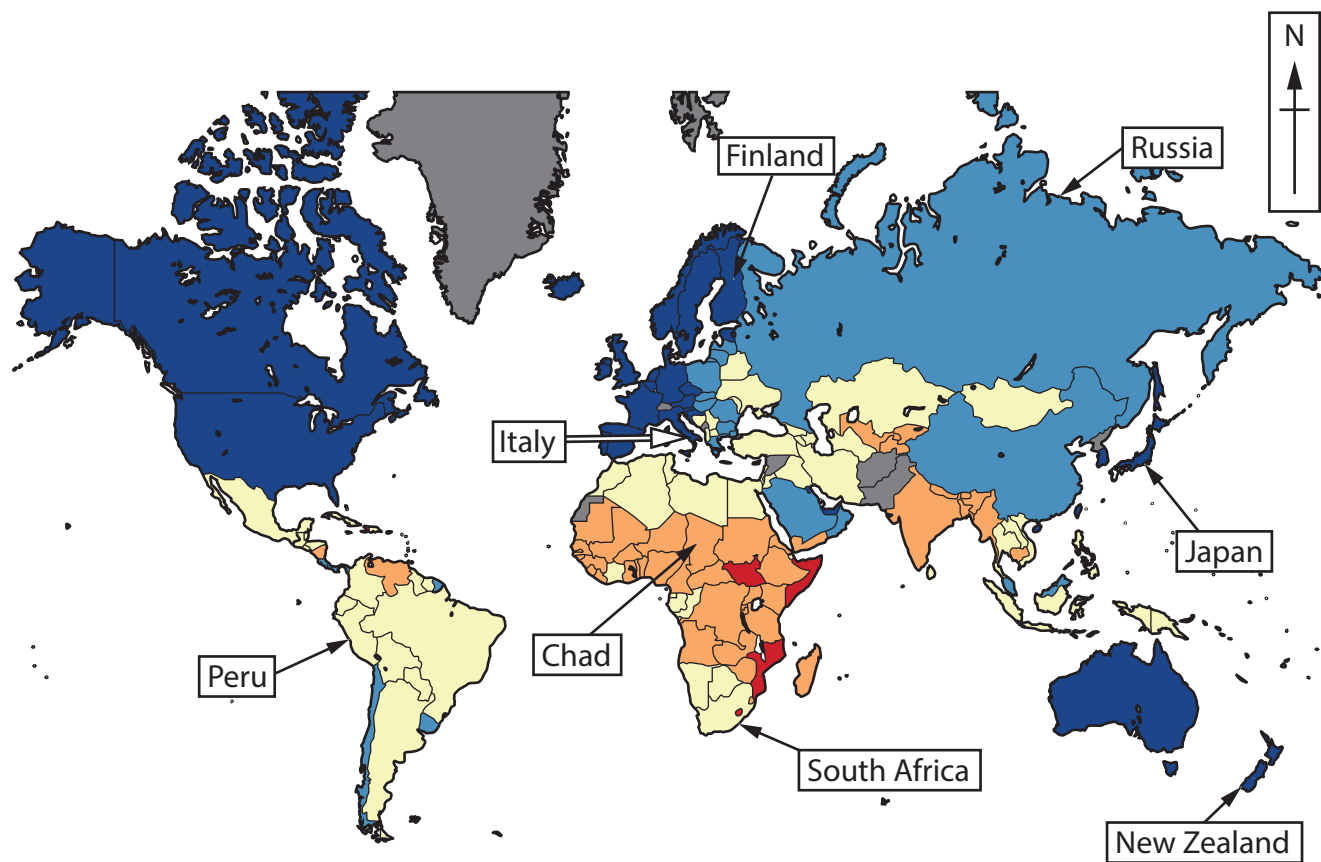 N
Finland
Russia
Italy
Japan
Chad
Peru
South Africa
New Zealand